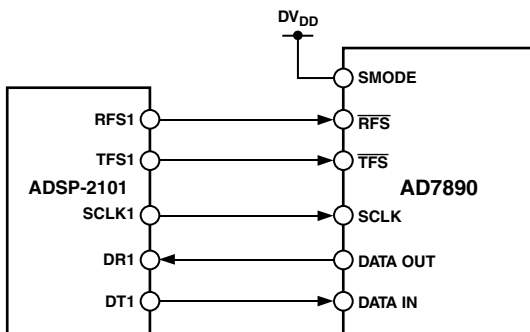 DVDD
SMODE
RFS1
RFS
TFS1
TFS
ADSP-2101
AD7890
SCLK1
SCLK
DR1
DATA OUT
DT1
DATA IN